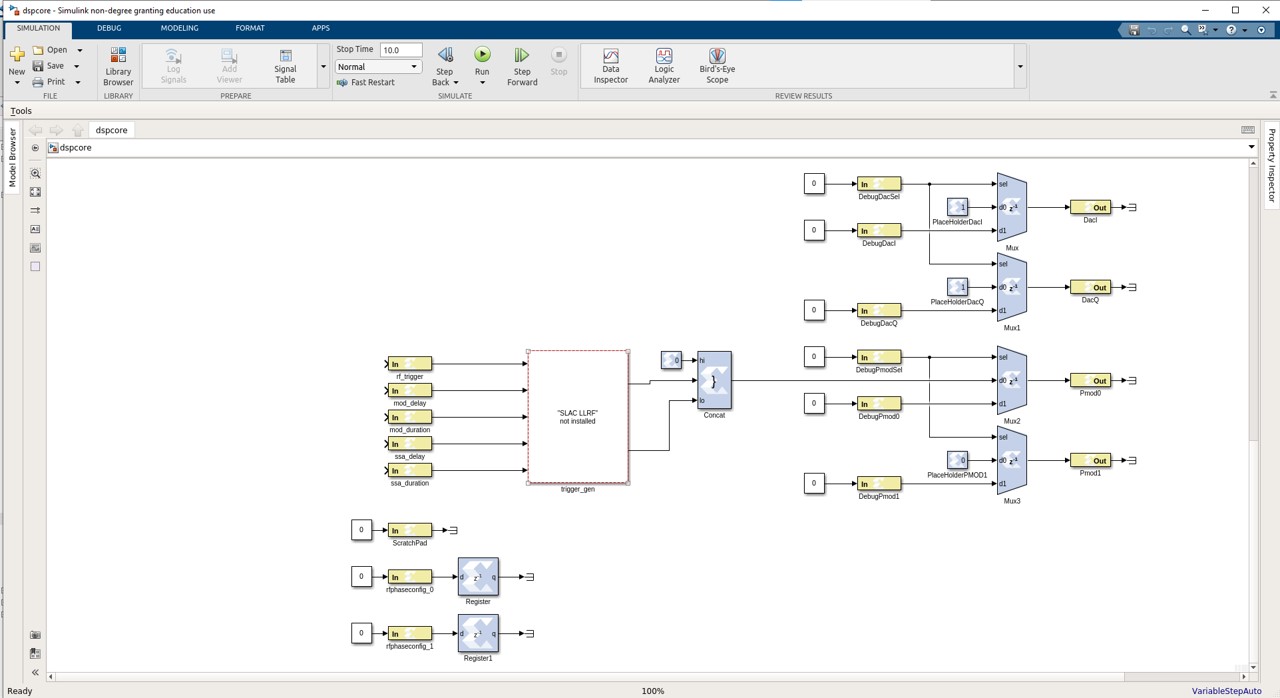 dspcore - Simulink non-degree granting education use
SIMULATION DEBUG MODELING FORMAT APPS
New
Open
Save
Print
FILE
Library
Browser
LIBRARY
Log
Signals
Add
Viewer
Signal
Table
PREPARE
Stop Time 10.0
Normal
Fast Restart
Step
Back
Run
Step
Forward
Stop
SIMULATE
Data
Inspector
Logic
Analyzer
Bird's-Eye
Scope
REVIEW RESULTS
Tools
Model Browser
Property Inspector
dspcore
dspcore
0 In sel
DebugDacSel
1 d0 z⁻¹ Out
PlaceHolderDacI DacI
0 In d1
DebugDacI
Mux
sel
1 d0 z⁻¹ Out
PlaceHolderDacQ DacQ
0 In d1
DebugDacQ
Mux1
In
rf_trigger
In
mod_delay
In
mod_duration
In
ssa_delay
In
ssa_duration
"SLAC LLRF"
not installed
trigger_gen
0 hi
}
lo
Concat
0 In sel
DebugPmodSel
d0 z⁻¹ Out
Pmod0
0 In d1
DebugPmod0
Mux2
sel
0 d0 z⁻¹ Out
PlaceHolderPMOD1 Pmod1
0 In d1
DebugPmod1
Mux3
0 In
ScratchPad
0 In d z⁻¹ q
rfphaseconfig_0
Register
0 In d z⁻¹ q
rfphaseconfig_1
Register1
Ready 100% VariableStepAuto